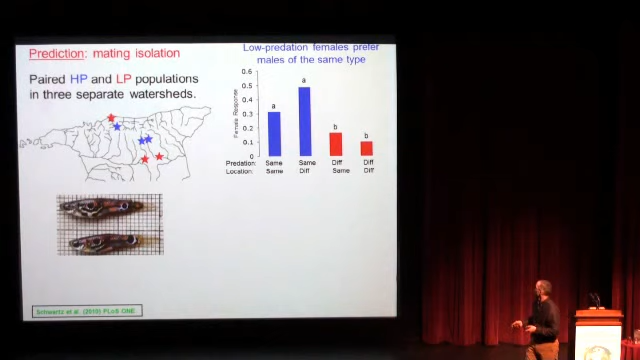 Prediction: mating isolation
Paired HP and LP populations
in three separate watersheds.
Low-predation females prefer
males of the same type
Female Response
0.6
0.5
0.4
0.3
0.2
0.1
0
a
a
b
b
Predation: Same Same Diff Diff
Location: Same Diff Same Diff
Schwartz et al. (2010) PLoS ONE